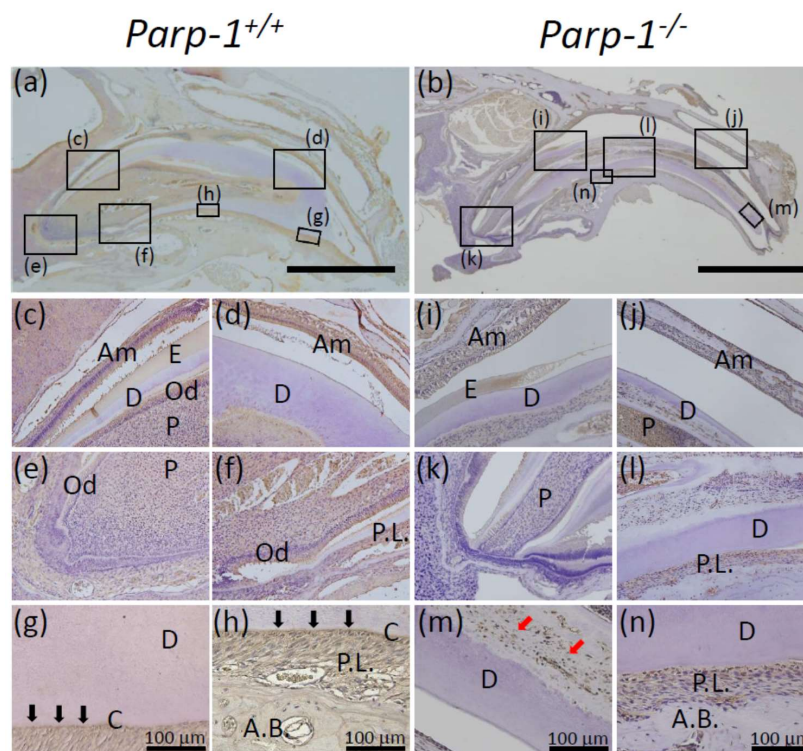 Parp-1+/+ Parp-1-/-
(a) (b)
(c) (d) (i) (l) (j)
(h) (n)
(g) (m)
(e) (f) (k)
(c) (d) (i) (j)
Am Am Am Am
E
D Od D E D D
P P
(e) (f) (k) (l)
P P
Od P.L. D
Od P.L.
(g) (h) (m) (n)
D C D
P.L. P.L.
C D
A.B. A.B.
100 μm 100 μm 100 μm 100 μm